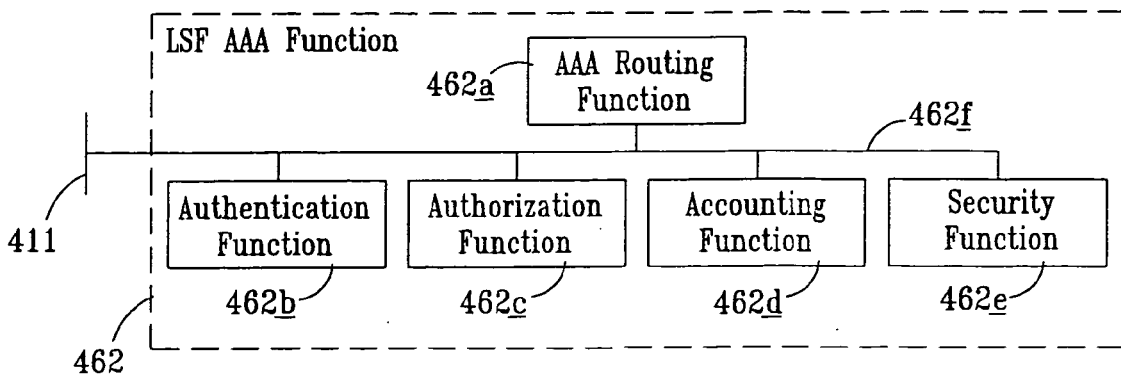 LSF AAA Function
AAA Routing
Function
462a
462f
Authentication
Function
Authorization
Function
Accounting
Function
Security
Function
411
462b
462c
462d
462e
462